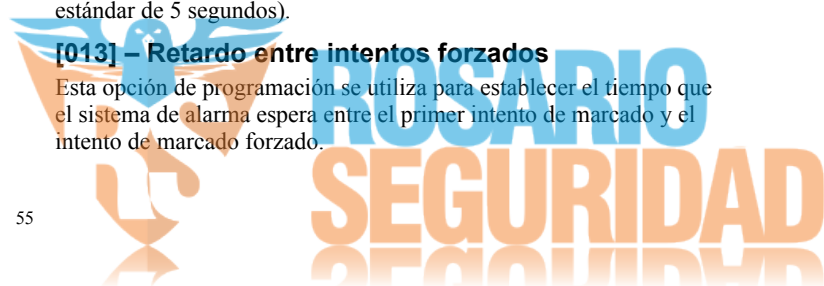 estándar de 5 segundos).
[013] – Retardo entre intentos forzados
Esta opción de programación se utiliza para establecer el tiempo que
el sistema de alarma espera entre el primer intento de marcado y el
intento de marcado forzado.
55
ROSARIO
SEGURIDAD